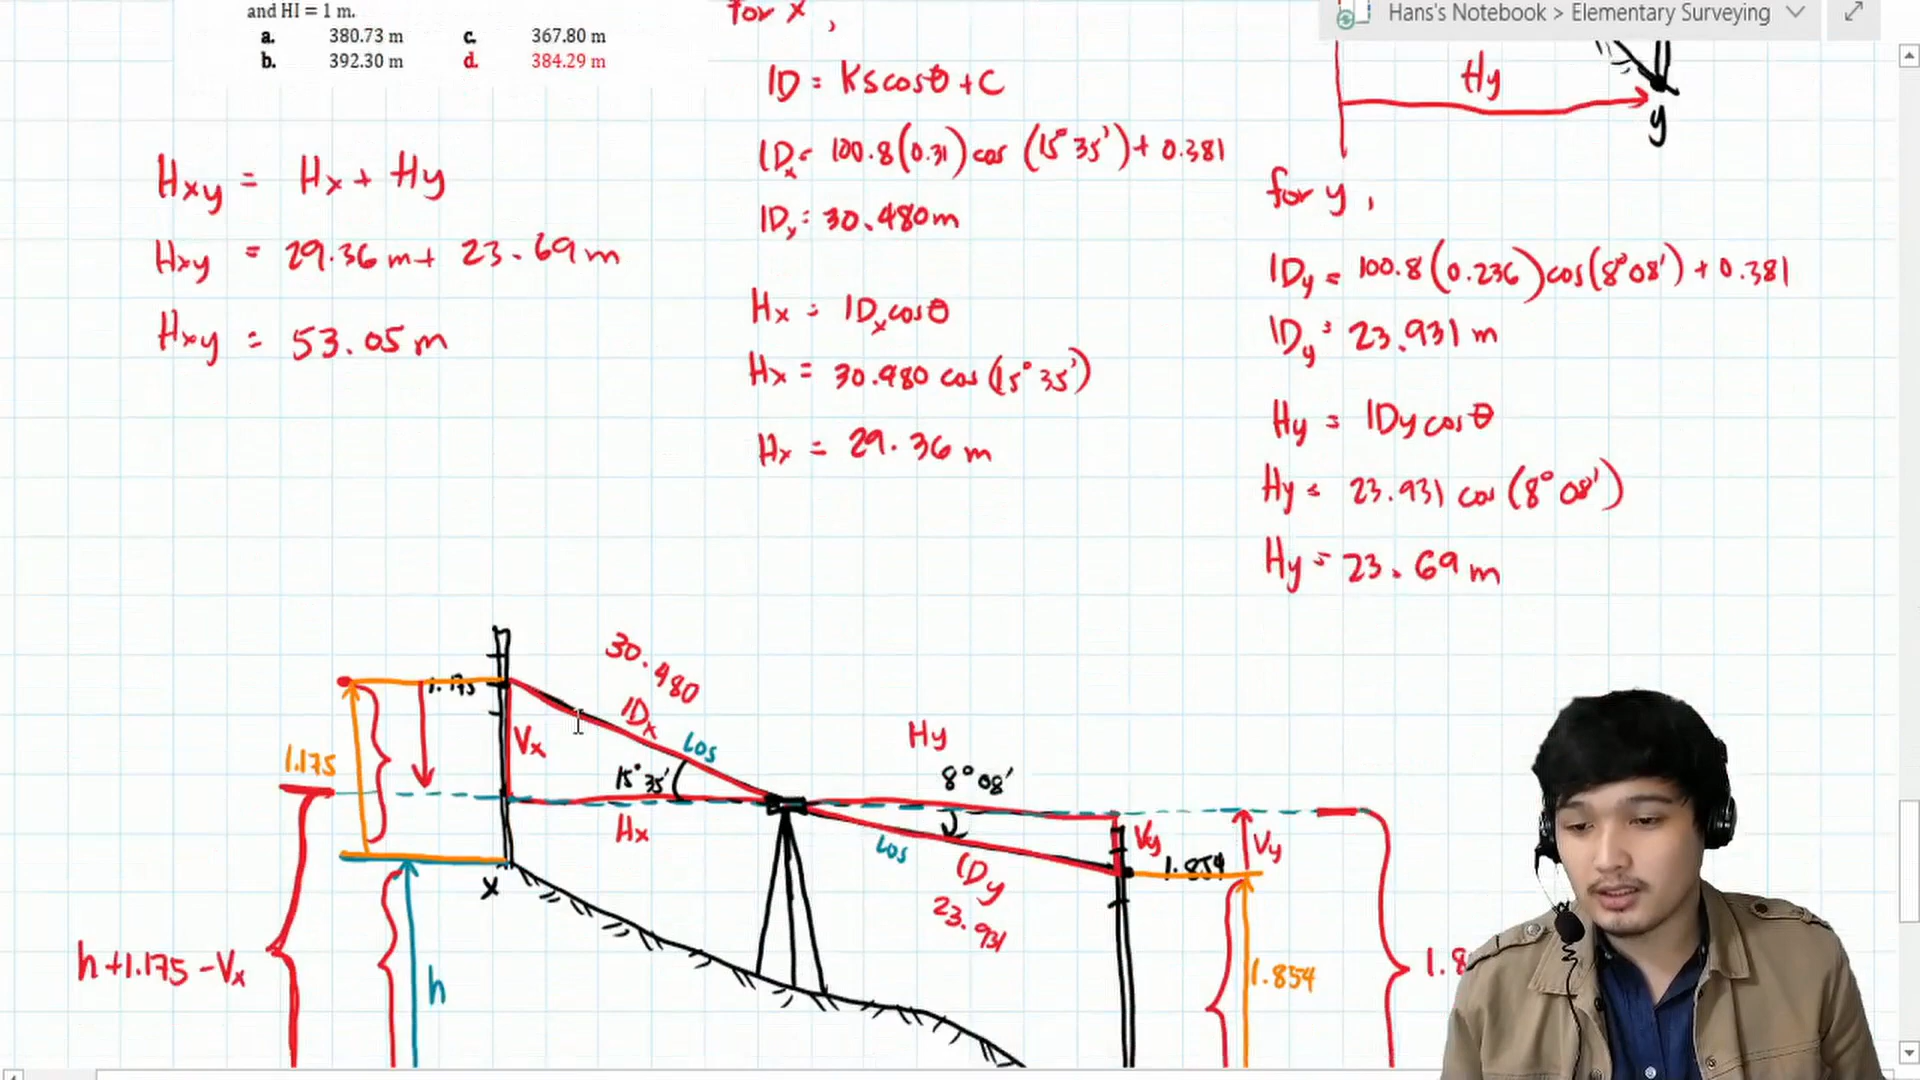 and HI = 1 m.
a. 380.73 m c. 367.80 m
b. 392.30 m d. 384.29 m
Hans's Notebook > Elementary Surveying
Hxy = Hx + Hy
Hxy = 29.36 m + 23.69 m
Hxy = 53.05 m
for x,
ID = KScosθ + C
IDx = 100.8(0.31) cos (15° 35') + 0.381
IDx = 30.480m
Hx = IDx cosθ
Hx = 30.480 cos (15° 35')
Hx = 29.36 m
Hy
y
for y,
IDy = 100.8(0.236)cos(8° 08') + 0.381
IDy = 23.931 m
Hy = IDy cosθ
Hy = 23.931 cos (8° 08')
Hy = 23.69 m
30.480
IDx
LOS
1.175
Vx
15° 35'
Hx
1.175
x
h+1.175 - Vx
h
Hy
8° 08'
LOS
IDy
23.931
Vy
1.854
Vy
1.854
1.8